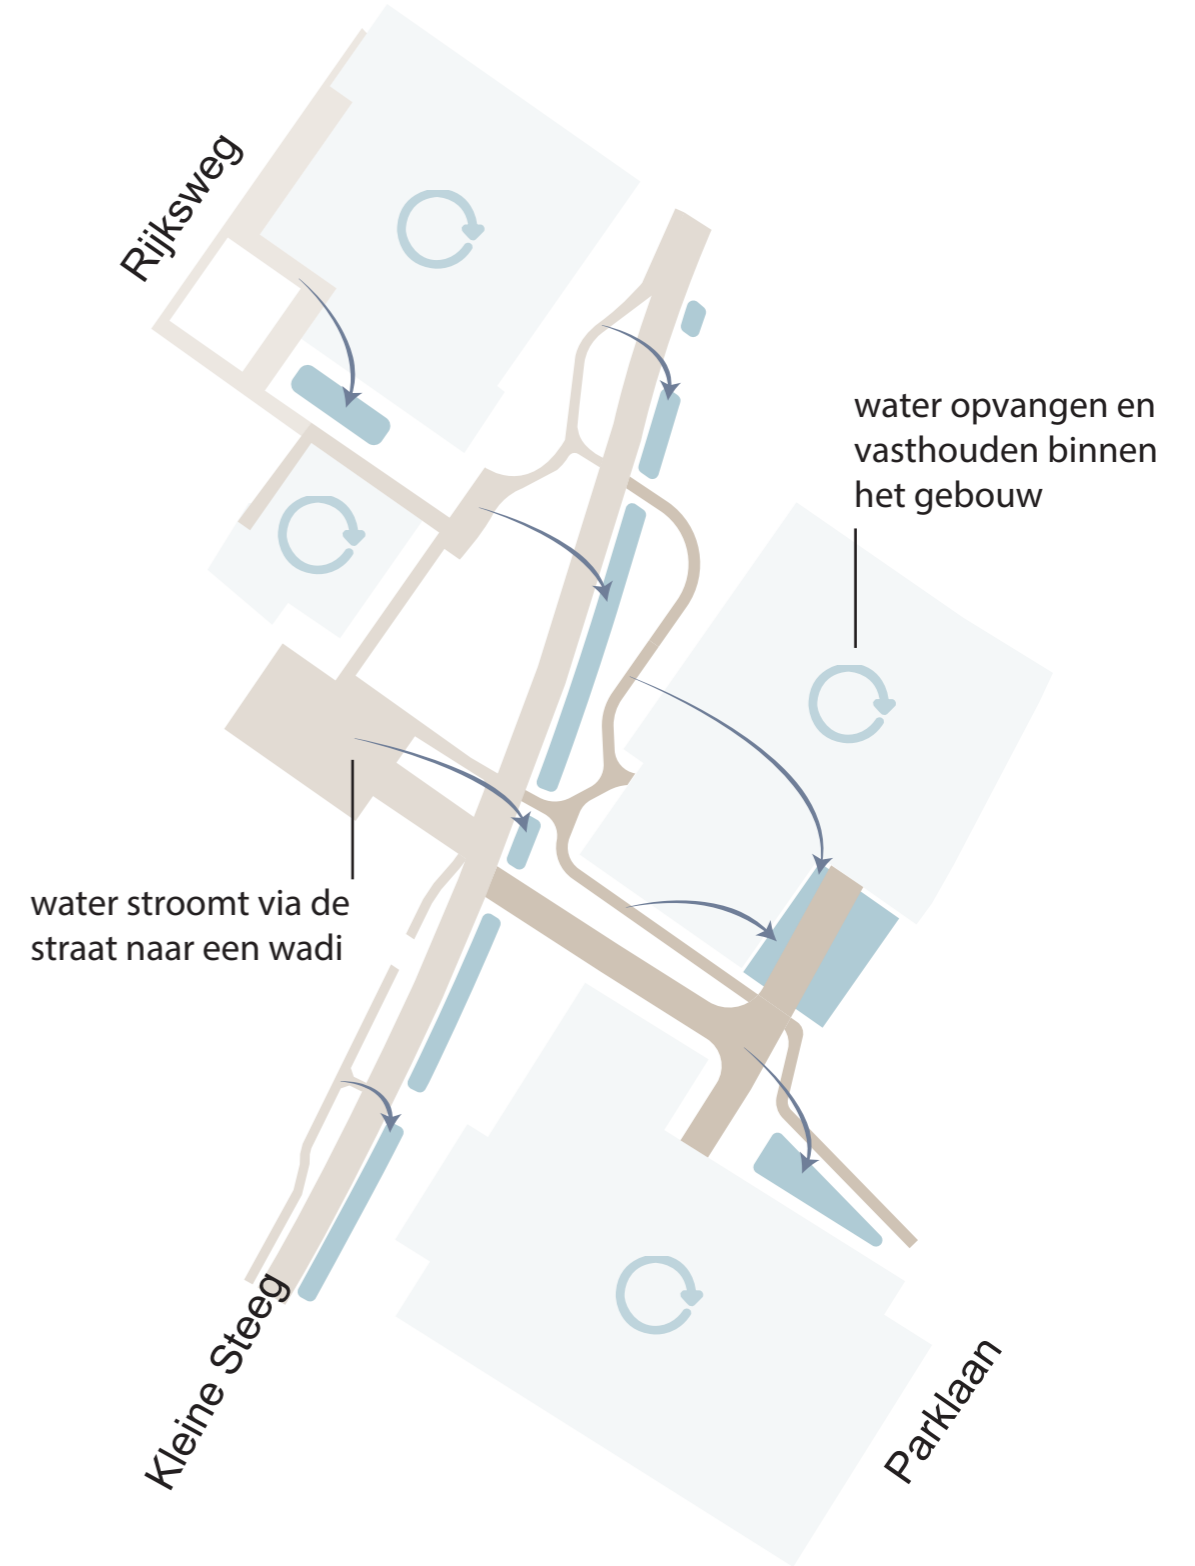 Rijksweg
water opvangen en
vasthouden binnen
het gebouw
water stroomt via de
straat naar een wadi
Kleine Steeg
Parklaan